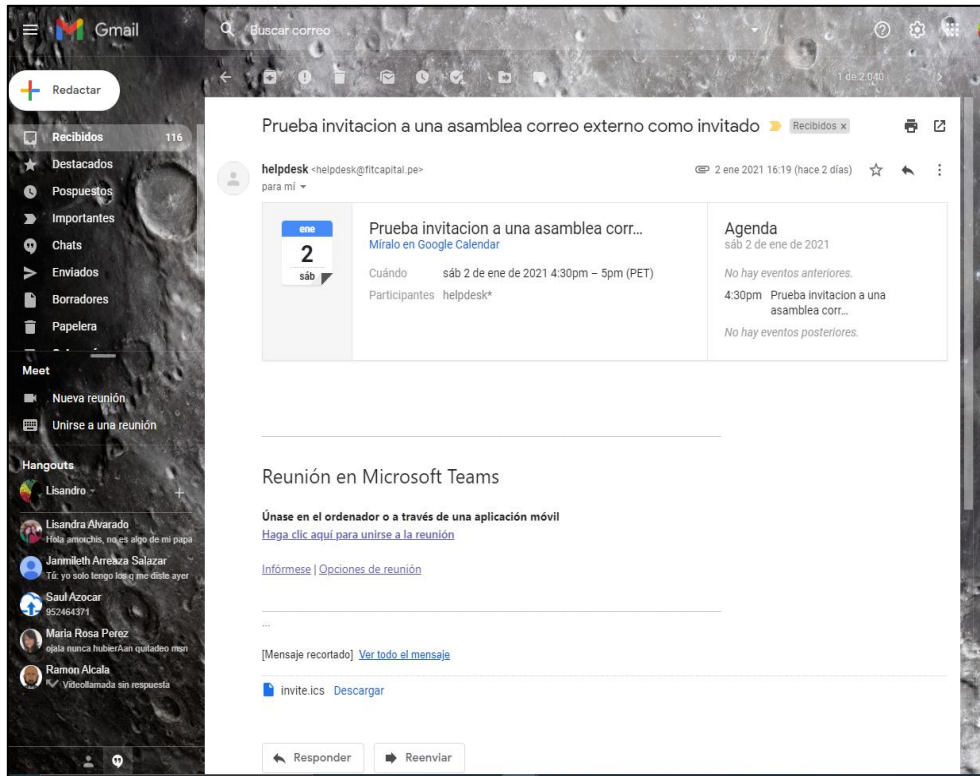 Gmail
Buscar correo
Redactar
1 de 2.040
Recibidos 116
Destacados
Pospuestos
Importantes
Chats
Enviados
Borradores
Papelera
Meet
Nueva reunión
Unirse a una reunión
Hangouts
Lisandro
Lisandra Alvarado
Hola amorchis, no es algo de mi papa
Janmileth Arreaza Salazar
Tú: yo solo tengo los q me diste ayer
Saul Azocar
952464371
Maria Rosa Perez
ojala nunca hubierAan quitadeo msn
Ramon Alcala
Videollamada sin respuesta
Prueba invitacion a una asamblea correo externo como invitado Recibidos x
helpdesk <helpdesk@fitcapital.pe> 2 ene 2021 16:19 (hace 2 días)
para mí
ene
2
sáb
Prueba invitacion a una asamblea corr...
Míralo en Google Calendar
Cuándo sáb 2 de ene de 2021 4:30pm – 5pm (PET)
Participantes helpdesk*
Agenda
sáb 2 de ene de 2021
No hay eventos anteriores.
4:30pm Prueba invitacion a una
asamblea corr...
No hay eventos posteriores.
Reunión en Microsoft Teams
Únase en el ordenador o a través de una aplicación móvil
Haga clic aquí para unirse a la reunión
Infórmese | Opciones de reunión
...
[Mensaje recortado] Ver todo el mensaje
invite.ics Descargar
Responder
Reenviar